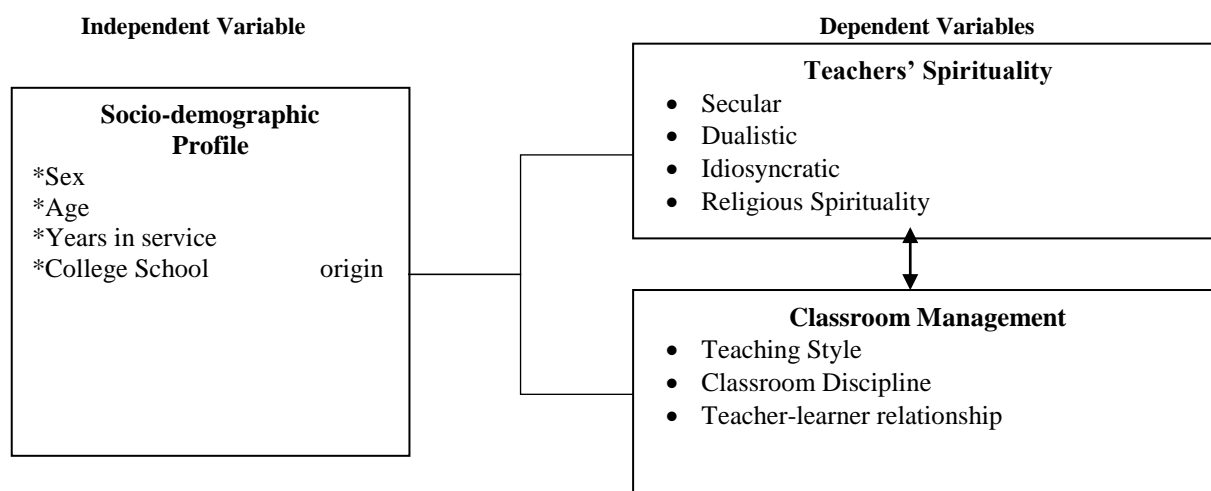 Independent Variable
Dependent Variables
Socio-demographic
Profile
*Sex
*Age
*Years in service
*College School origin
Teachers’ Spirituality
• Secular
• Dualistic
• Idiosyncratic
• Religious Spirituality
Classroom Management
• Teaching Style
• Classroom Discipline
• Teacher-learner relationship